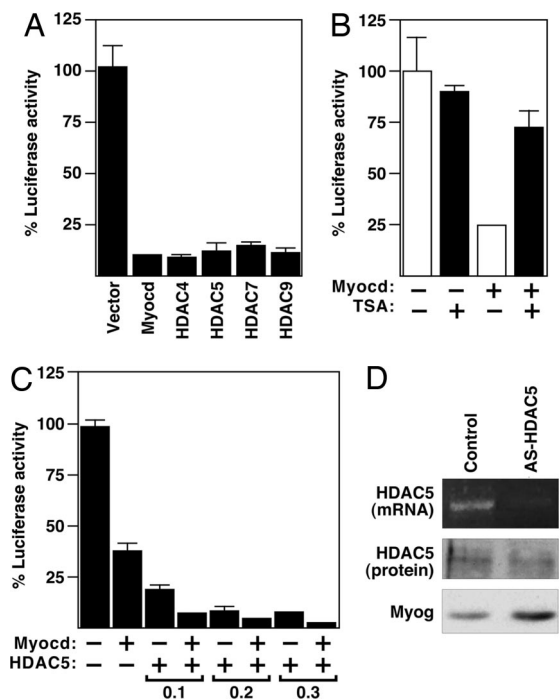 A
% Luciferase activity
125
100
75
50
25
Vector
Myocd
HDAC4
HDAC5
HDAC7
HDAC9
B
% Luciferase activity
125
100
75
50
25
Myocd: – – + +
TSA: – + – +
C
% Luciferase activity
125
100
75
50
25
Myocd: – + – + – + – +
HDAC5: – – + + + + + +
0.1 0.2 0.3
D
Control
AS-HDAC5
HDAC5
(mRNA)
HDAC5
(protein)
Myog